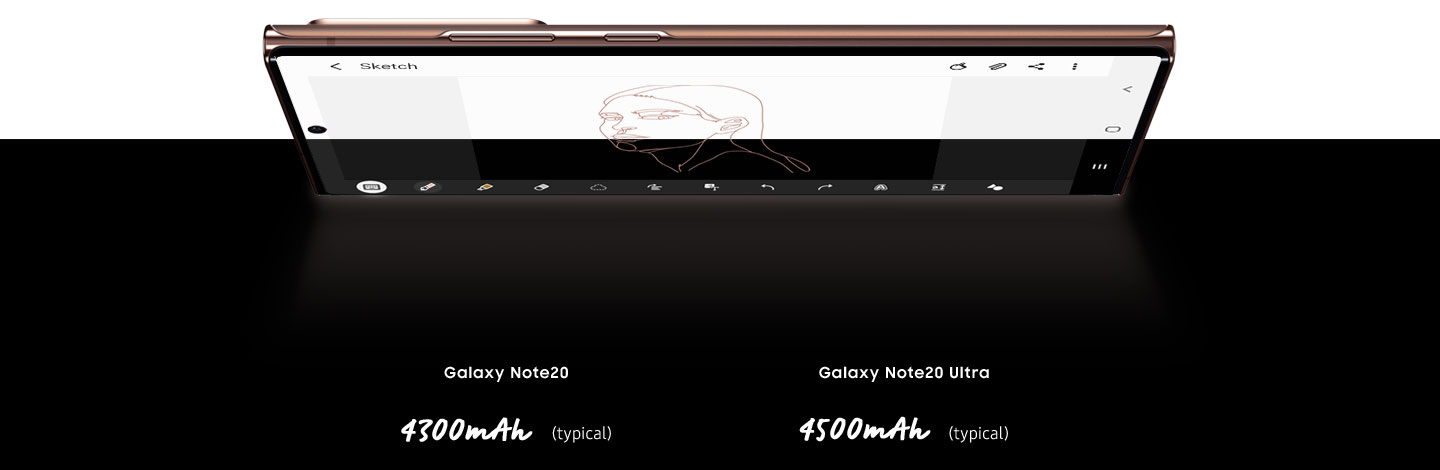 Sketch
Galaxy Note20
Galaxy Note20 Ultra
4300mAh (typical)
4500mAh (typical)